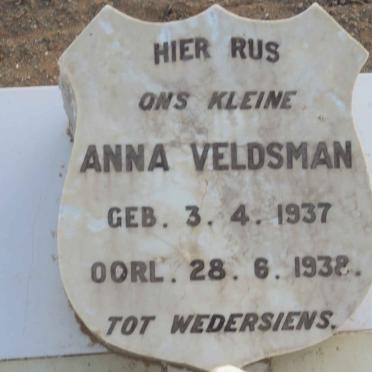 HIER RUS
ONS KLEINE
ANNA VELDSMAN
GEB. 3. 4. 1937
OORL. 28. 6. 1938.
TOT WEDERSIENS.